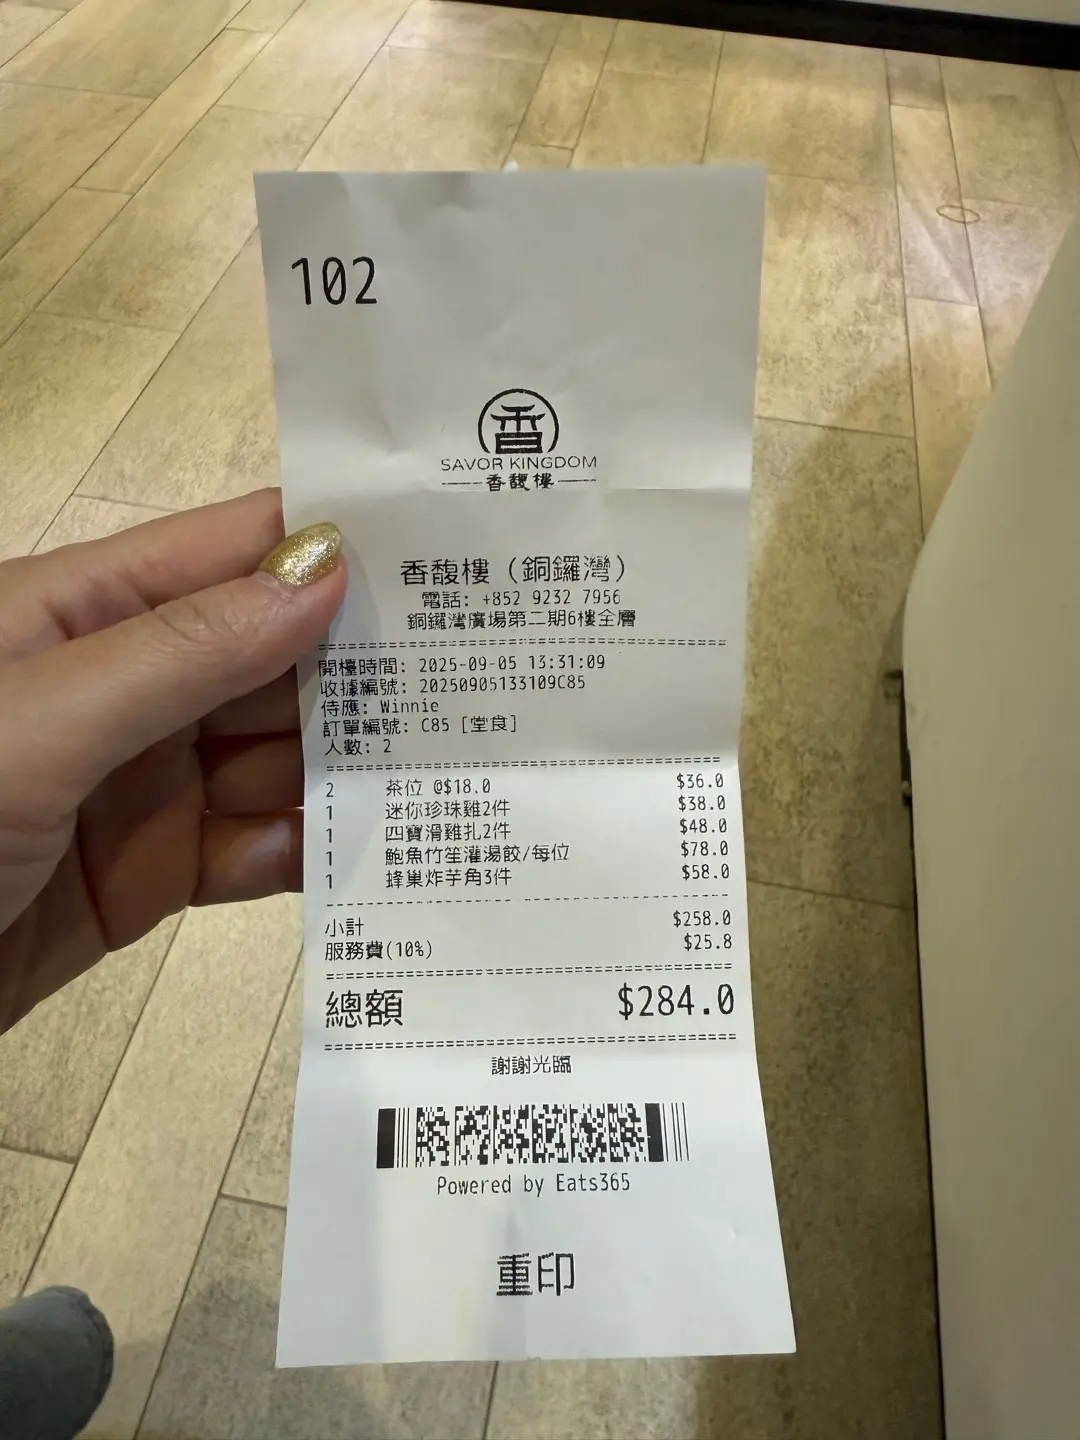 102
香
SAVOR KINGDOM
香馥樓
香馥樓（銅鑼灣）
電話: +852 9232 7956
銅鑼灣廣場第二期6樓全層
開檯時間: 2025-09-05 13:31:09
收據編號: 20250905133109C85
侍應: Winnie
訂單編號: C85 [堂食]
人數: 2
2 茶位 @$18.0 $36.0
1 迷你珍珠雞2件 $38.0
1 四寶滑雞扎2件 $48.0
1 鮑魚竹笙灌湯餃/每位 $78.0
1 蜂巢炸芋角3件 $58.0
小計 $258.0
服務費(10%) $25.8
總額 $284.0
謝謝光臨
Powered by Eats365
重印